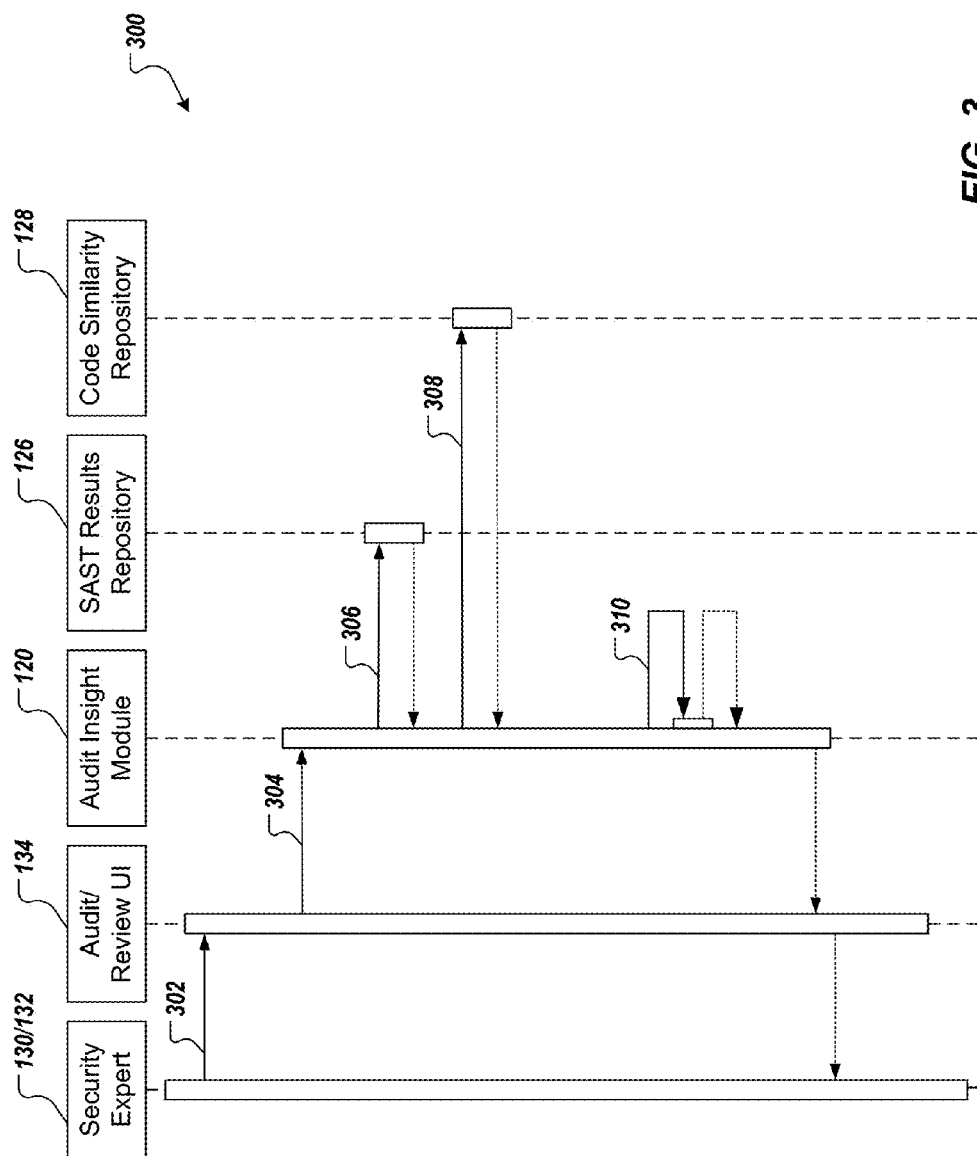 300
130/132
134
120
126
128
Security
Expert
Audit/
Review UI
Audit Insight
Module
SAST Results
Repository
Code Similarity
Repository
302
304
306
308
310
FIG